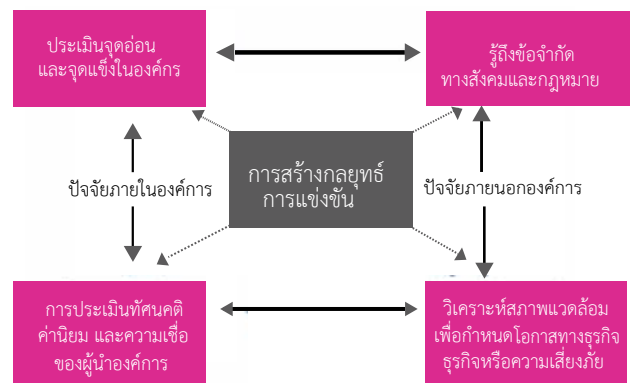 ประเมินจุดอ่อน
และจุดแข็งในองค์กร
รู้ถึงข้อจำกัด
ทางสังคมและกฎหมาย
ปัจจัยภายในองค์การ
การสร้างกลยุทธ์
การแข่งขัน
ปัจจัยภายนอกองค์การ
การประเมินทัศนคติ
ค่านิยม และความเชื่อ
ของผู้นำองค์การ
วิเคราะห์สภาพแวดล้อม
เพื่อกำหนดโอกาสทางธุรกิจ
ธุรกิจหรือความเสี่ยงภัย